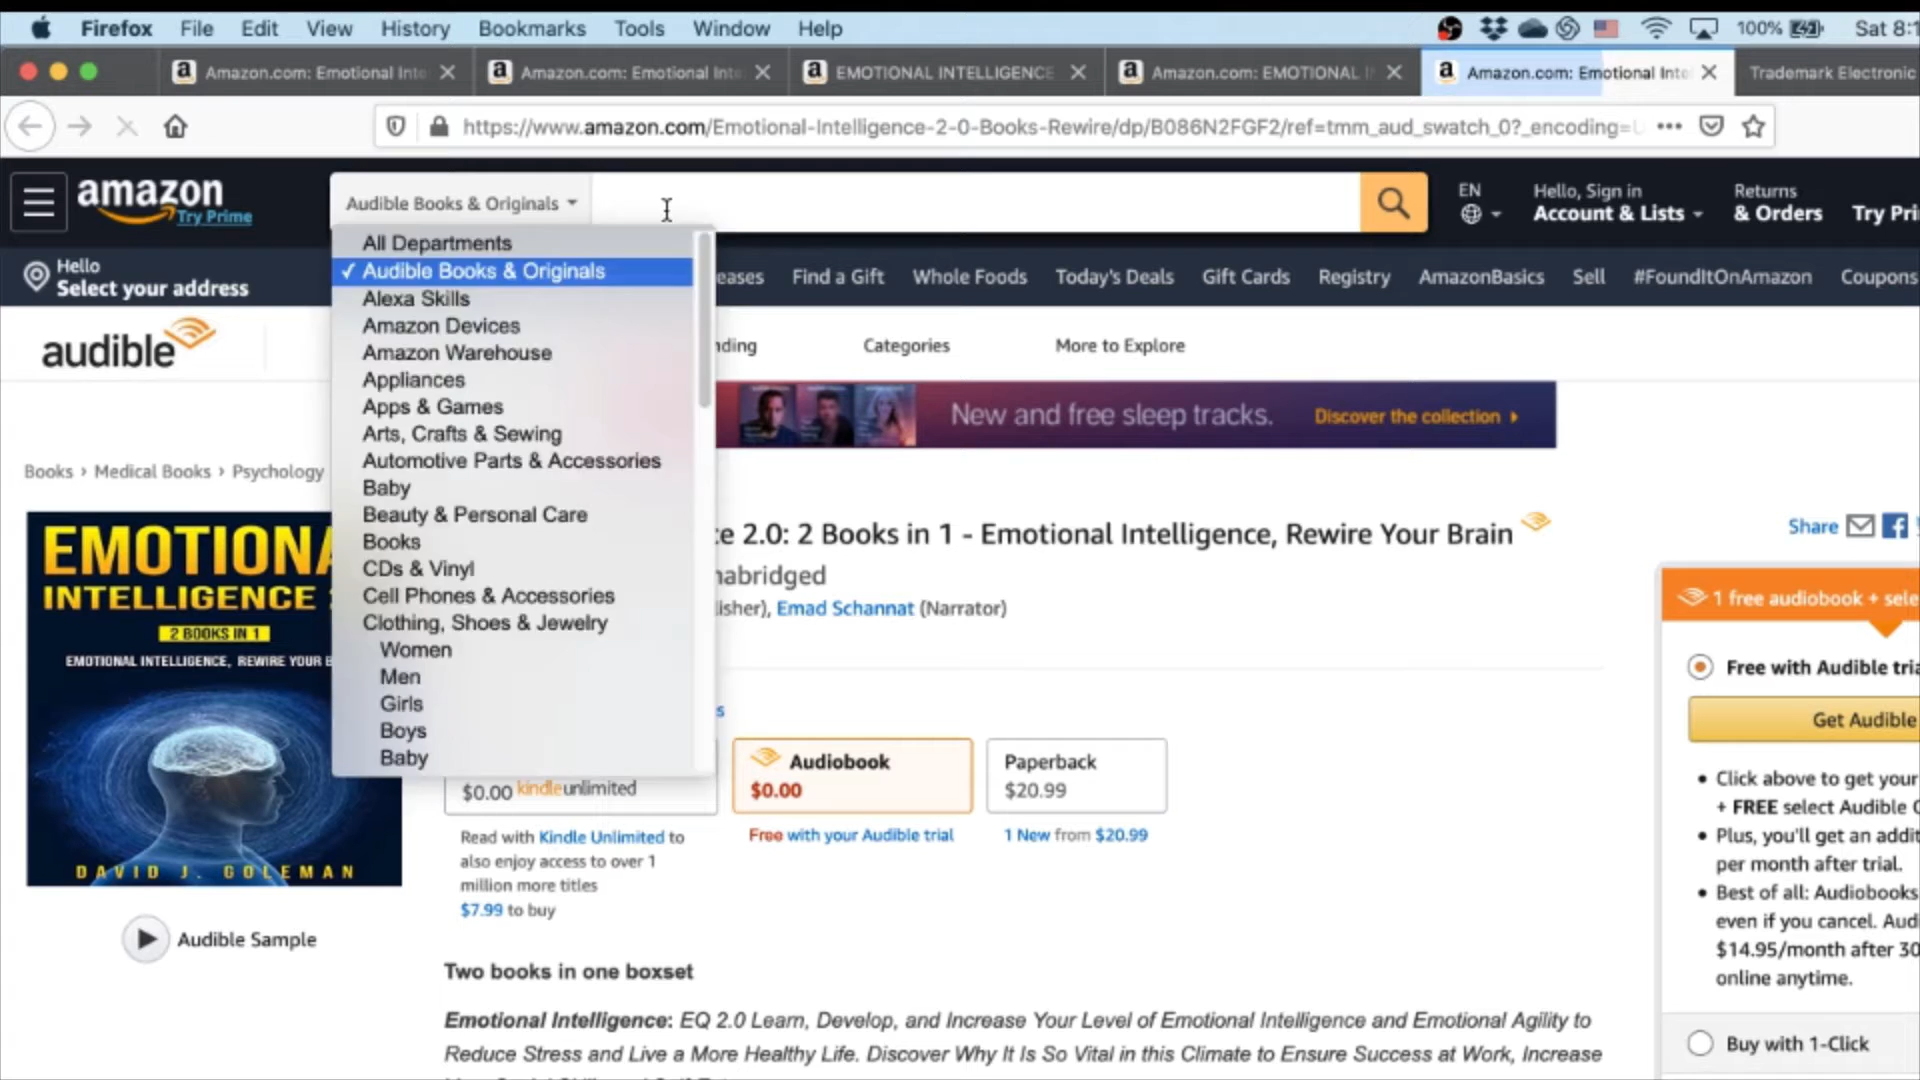 Firefox File Edit View History Bookmarks Tools Window Help 100% Sat 8:1
Amazon.com: Emotional Inte
Amazon.com: Emotional Inte
EMOTIONAL INTELLIGENCE
Amazon.com: EMOTIONAL I
Amazon.com: Emotional Inte
Trademark Electronic
https://www.amazon.com/Emotional-Intelligence-2-0-Books-Rewire/dp/B086N2FGF2/ref=tmm_aud_swatch_0?_encoding=U
amazon
Try Prime
Audible Books & Originals
EN
Hello, Sign in
Account & Lists
Returns
& Orders
Try Pri
Hello
Select your address
eases Find a Gift Whole Foods Today's Deals Gift Cards Registry AmazonBasics Sell #FoundItOnAmazon Coupons
All Departments
✓ Audible Books & Originals
Alexa Skills
Amazon Devices
Amazon Warehouse
Appliances
Apps & Games
Arts, Crafts & Sewing
Automotive Parts & Accessories
Baby
Beauty & Personal Care
Books
CDs & Vinyl
Cell Phones & Accessories
Clothing, Shoes & Jewelry
Women
Men
Girls
Boys
Baby
audible
nding Categories More to Explore
New and free sleep tracks. Discover the collection
Books › Medical Books › Psychology
EMOTIONA
INTELLIGENCE
2 BOOKS IN 1
EMOTIONAL INTELLIGENCE, REWIRE YOUR B
DAVID J. GOLEMAN
Audible Sample
ce 2.0: 2 Books in 1 - Emotional Intelligence, Rewire Your Brain
nabridged
lisher), Emad Schannat (Narrator)
s
$0.00 kindleunlimited
Read with Kindle Unlimited to
also enjoy access to over 1
million more titles
$7.99 to buy
Audiobook
$0.00
Free with your Audible trial
Paperback
$20.99
1 New from $20.99
Two books in one boxset
Emotional Intelligence: EQ 2.0 Learn, Develop, and Increase Your Level of Emotional Intelligence and Emotional Agility to
Reduce Stress and Live a More Healthy Life. Discover Why It Is So Vital in this Climate to Ensure Success at Work, Increase
Share
1 free audiobook + sele
Free with Audible tria
Get Audible
• Click above to get your
+ FREE select Audible O
• Plus, you'll get an addit
per month after trial.
• Best of all: Audiobooks
even if you cancel. Aud
$14.95/month after 30
online anytime.
Buy with 1-Click